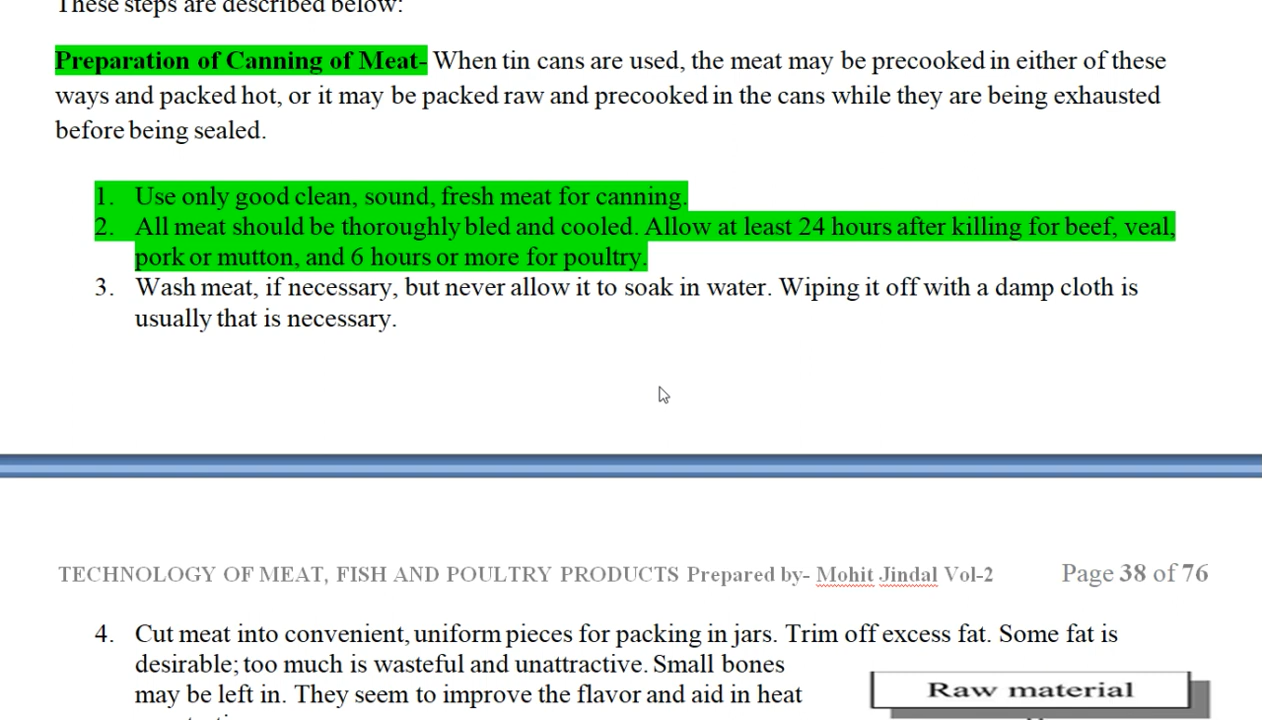 These steps are described below:
Preparation of Canning of Meat- When tin cans are used, the meat may be precooked in either of these
ways and packed hot, or it may be packed raw and precooked in the cans while they are being exhausted
before being sealed.
1. Use only good clean, sound, fresh meat for canning.
2. All meat should be thoroughly bled and cooled. Allow at least 24 hours after killing for beef, veal,
pork or mutton, and 6 hours or more for poultry.
3. Wash meat, if necessary, but never allow it to soak in water. Wiping it off with a damp cloth is
usually that is necessary.
TECHNOLOGY OF MEAT, FISH AND POULTRY PRODUCTS Prepared by- Mohit Jindal Vol-2 Page 38 of 76
4. Cut meat into convenient, uniform pieces for packing in jars. Trim off excess fat. Some fat is
desirable; too much is wasteful and unattractive. Small bones
may be left in. They seem to improve the flavor and aid in heat
Raw material